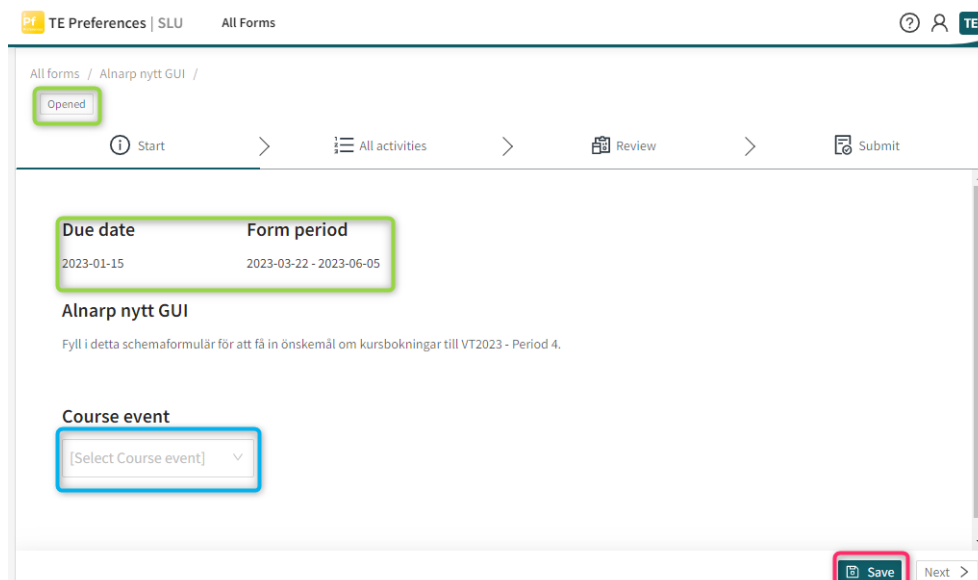 Pf TE Preferences | SLU All Forms TE
All forms / Alnarp nytt GUI /
Opened
Start All activities Review Submit
Due date Form period
2023-01-15 2023-03-22 - 2023-06-05
Alnarp nytt GUI
Fyll i detta schemaformulär för att få in önskemål om kursbokningar till VT2023 - Period 4.
Course event
[Select Course event]
Save Next